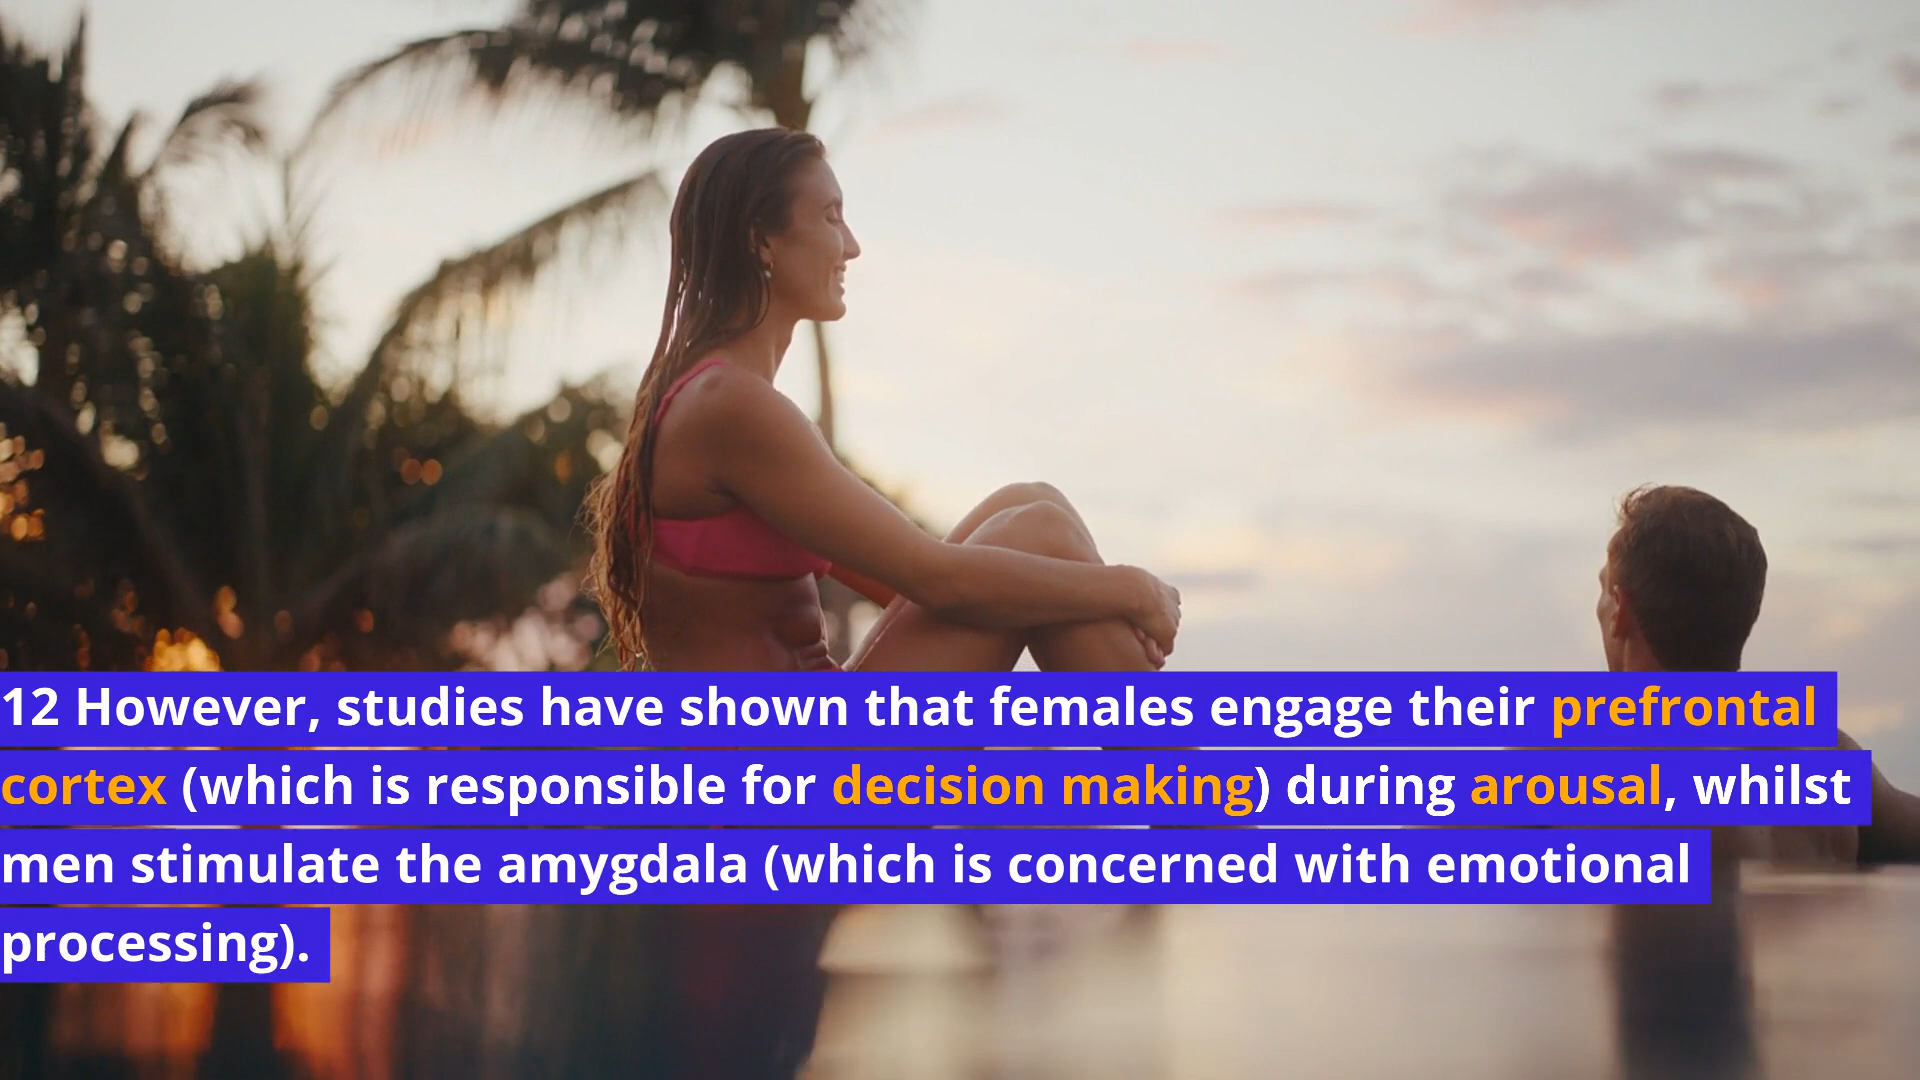 12 However, studies have shown that females engage their prefrontal
cortex (which is responsible for decision making) during arousal, whilst
men stimulate the amygdala (which is concerned with emotional
processing).